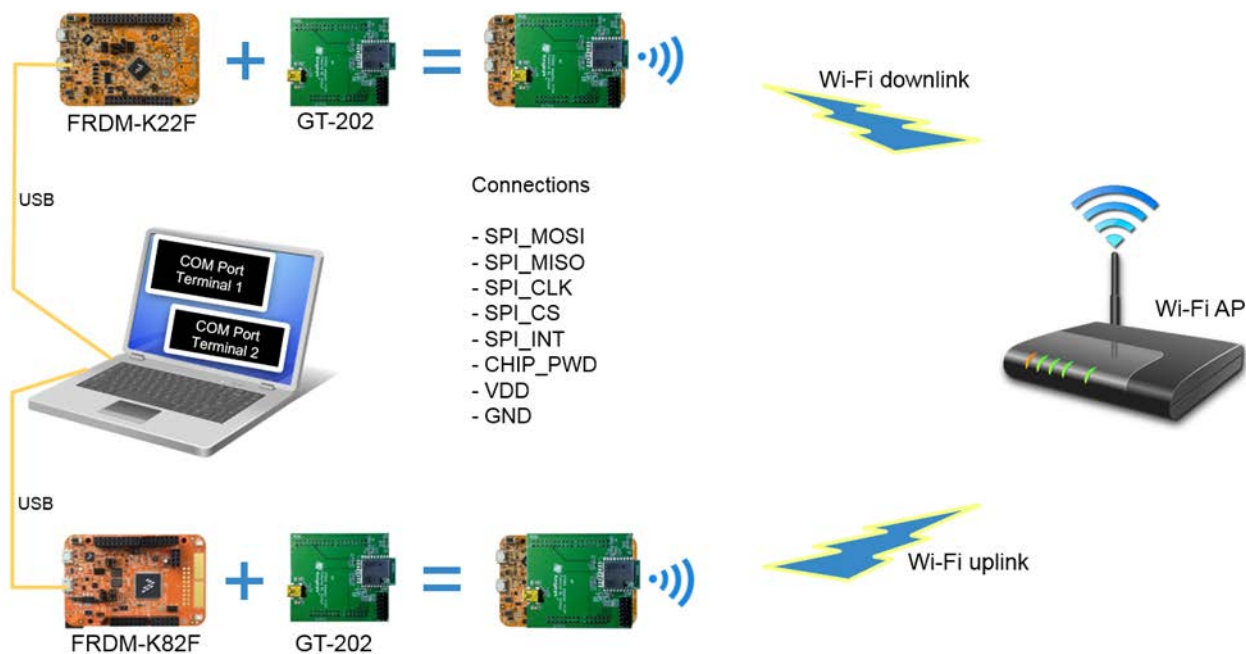 FRDM-K22F
GT-202
Wi-Fi downlink
USB
Connections
- SPI_MOSI
- SPI_MISO
- SPI_CLK
- SPI_CS
- SPI_INT
- CHIP_PWD
- VDD
- GND
COM Port
Terminal 1
COM Port
Terminal 2
Wi-Fi AP
USB
Wi-Fi uplink
FRDM-K82F
GT-202